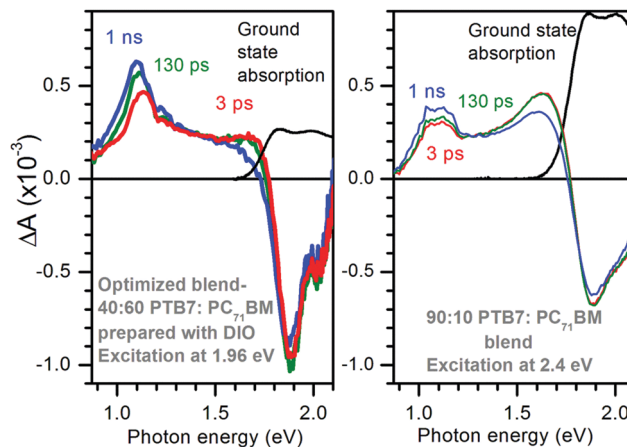 1 ns
130 ps
Ground
state
absorption
3 ps
0.5
0.0
-0.5
-1.0
ΔA (x10⁻³)
Optimized blend-
40:60 PTB7: PC₇₁BM
prepared with DIO
Excitation at 1.96 eV
1.0
1.5
2.0
Photon energy (eV)
Ground state
absorption
1 ns
130 ps
3 ps
0.5
0.0
-0.5
90:10 PTB7: PC₇₁BM
blend
Excitation at 2.4 eV
1.0
1.5
2.0
Photon energy (eV)